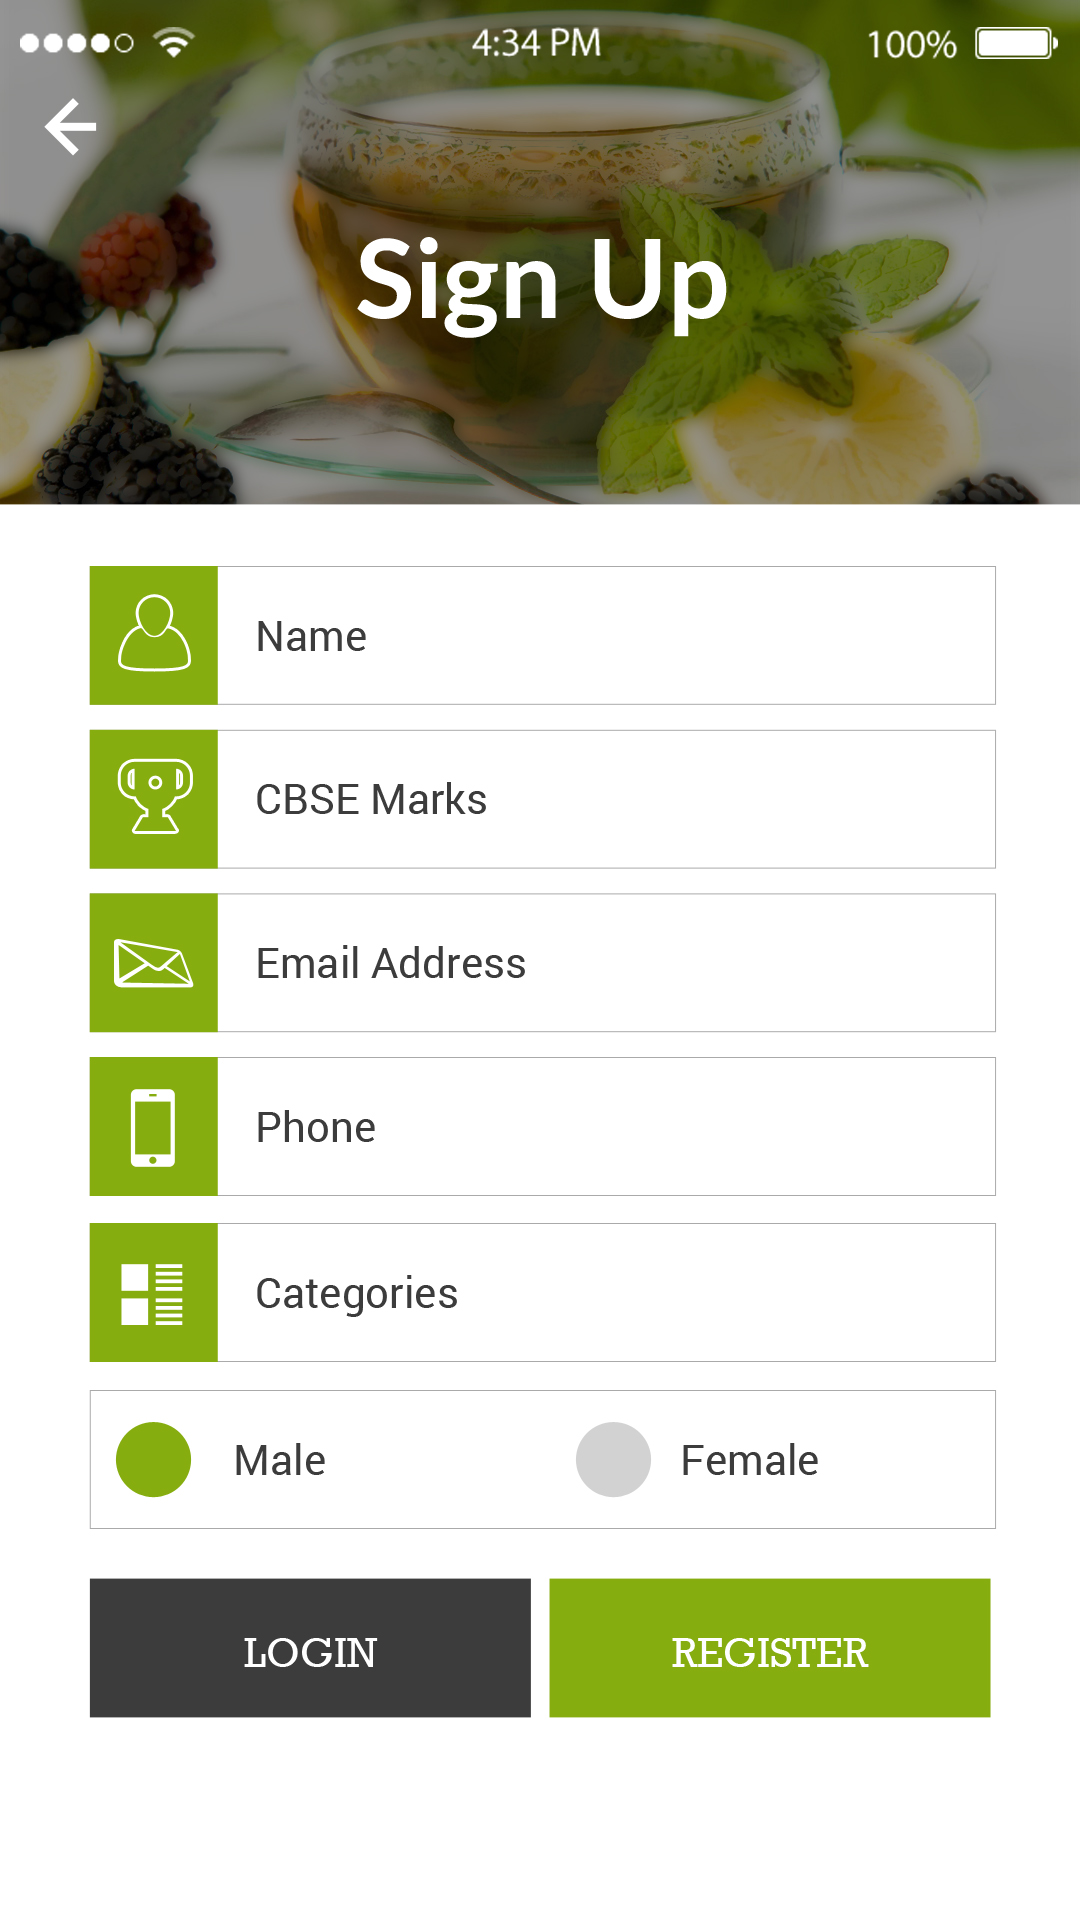 4:34 PM 100%
Sign Up
Name
CBSE Marks
Email Address
Phone
Categories
Male Female
LOGIN REGISTER